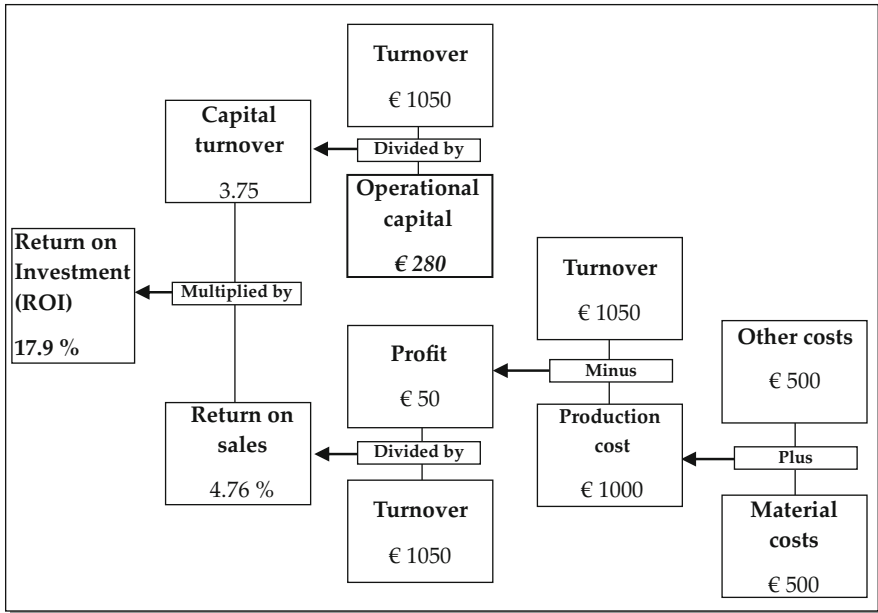 Turnover
€ 1050
Divided by
Operational
capital
€ 280
Capital
turnover
3.75
Return on
Investment
(ROI)
17.9 %
Multiplied by
Return on
sales
4.76 %
Profit
€ 50
Divided by
Turnover
€ 1050
Turnover
€ 1050
Minus
Production
cost
€ 1000
Other costs
€ 500
Plus
Material
costs
€ 500